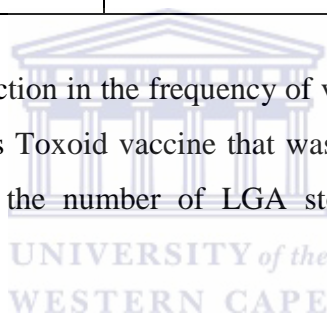 ction in the frequency of v
s Toxoid vaccine that was
the number of LGA st
UNIVERSITY of the
WESTERN CAPE